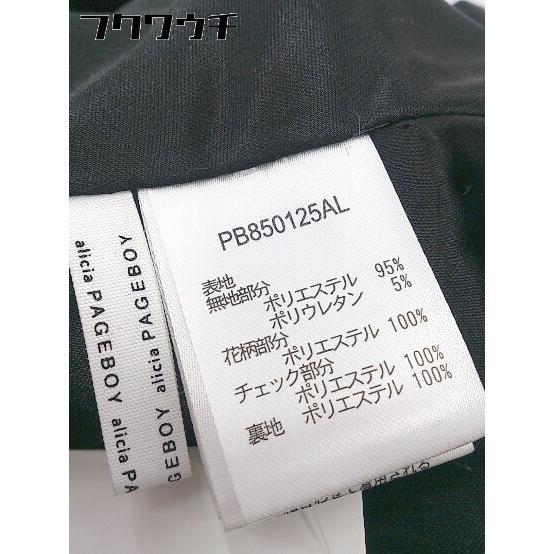 フクワウチ
PB850125AL
表地
無地部分
ポリエステル 95%
ポリウレタン 5%
花柄部分
ポリエステル 100%
チェック部分
ポリエステル 100%
裏地 ポリエステル 100%
alicia PAGEBOY alicia
alicia PAGEBOY
PAGEBOY